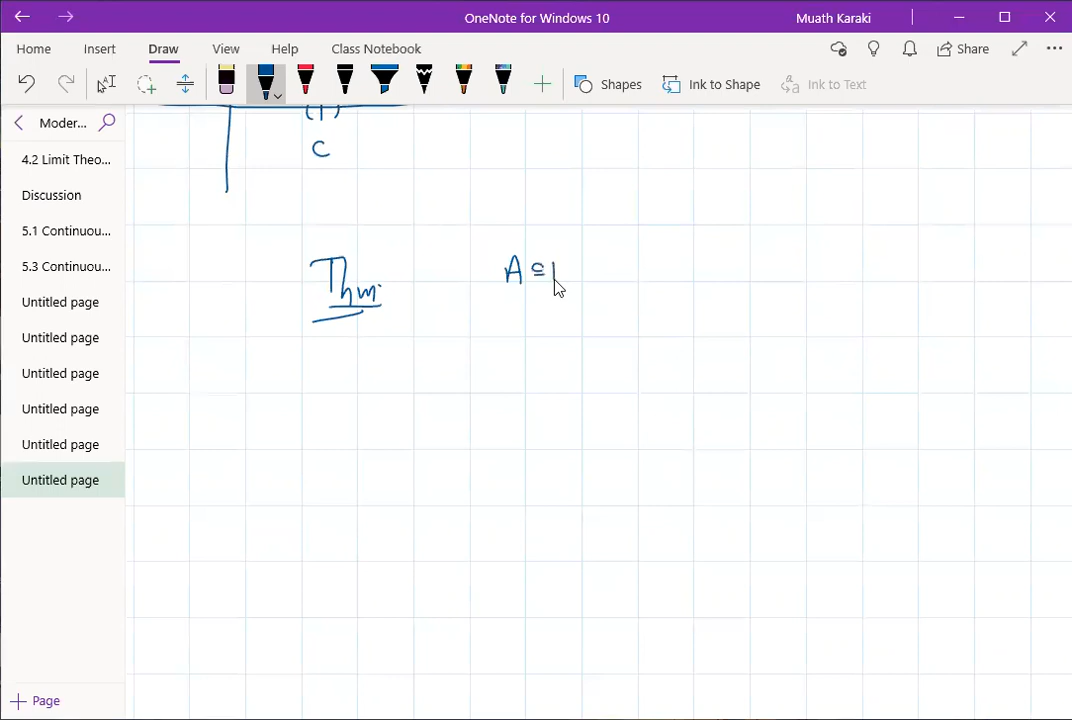 OneNote for Windows 10
Muath Karaki
Home Insert Draw View Help Class Notebook
Share
Shapes Ink to Shape Ink to Text
Moder...
4.2 Limit Theo...
Discussion
5.1 Continuou...
5.3 Continuou...
Untitled page
Untitled page
Untitled page
Untitled page
Untitled page
Untitled page
Page
C
Thm.
A ⊆